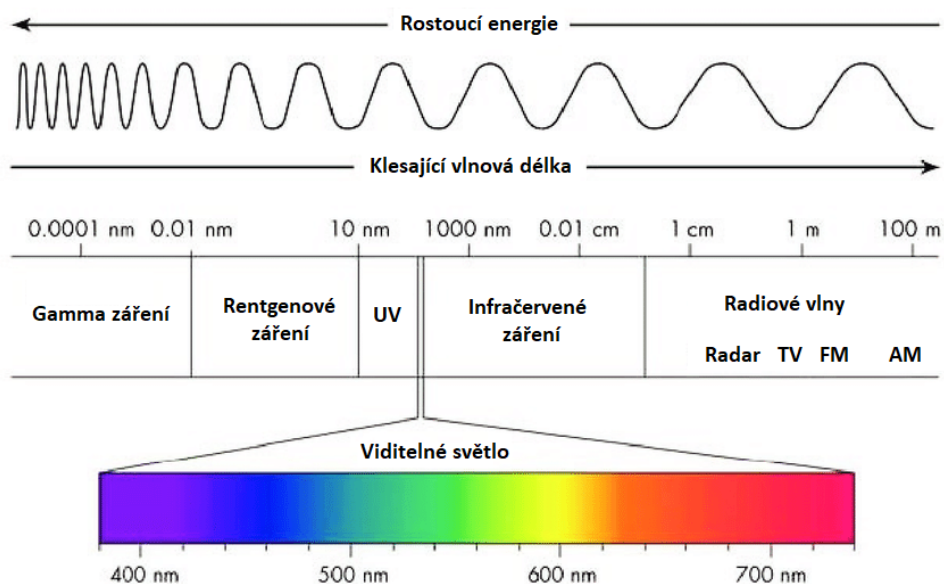 Rostoucí energie
Klesající vlnová délka
0.0001 nm 0.01 nm 10 nm 1000 nm 0.01 cm 1 cm 1 m 100 m
Gamma záření
Rentgenové
záření
UV
Infračervené
záření
Radiové vlny
Radar TV FM AM
Viditelné světlo
400 nm 500 nm 600 nm 700 nm